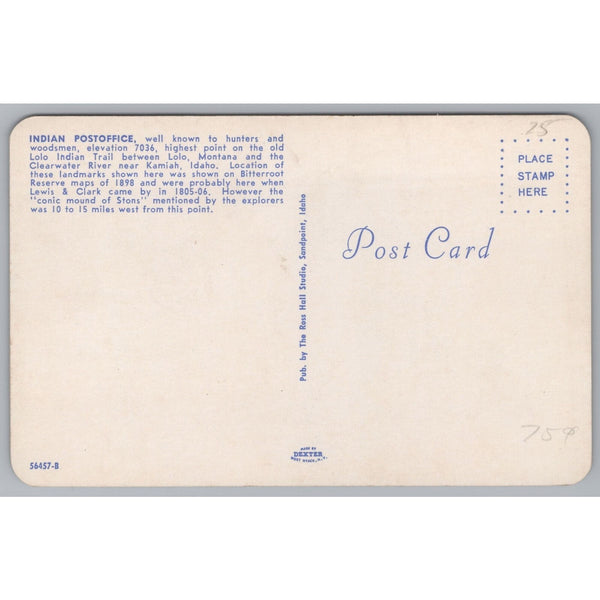 INDIAN POSTOFFICE, well known to hunters and
woodsmen, elevation 7036, highest point on the old
Lolo Indian Trail between Lolo, Montana and the
Clearwater River near Kamiah, Idaho. Location of
these landmarks shown here was shown on Bitterroot
Reserve maps of 1898 and were probably here when
Lewis & Clark came by in 1805-06. However the
"conic mound of Stons" mentioned by the explorers
was 10 to 15 miles west from this point.
56457-B
Pub. by The Ross Hall Studio, Sandpoint, Idaho
MADE BY
DEXTER
WEST NYACK, N.Y.
25
PLACE
STAMP
HERE
Post Card
75¢